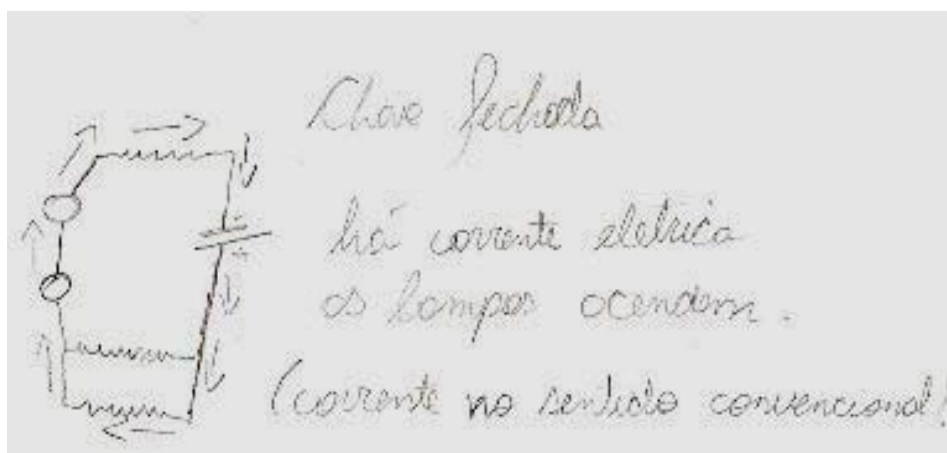 Chave fechada
há corrente elétrica
as lampas acendem.
(corrente no sentido convencional)
- +